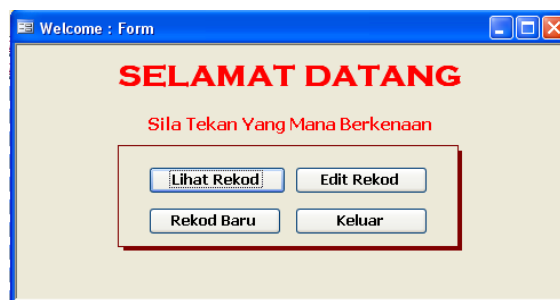 Welcome : Form
SELAMAT DATANG
Sila Tekan Yang Mana Berkenaan
Lihat Rekod Edit Rekod
Rekod Baru Keluar